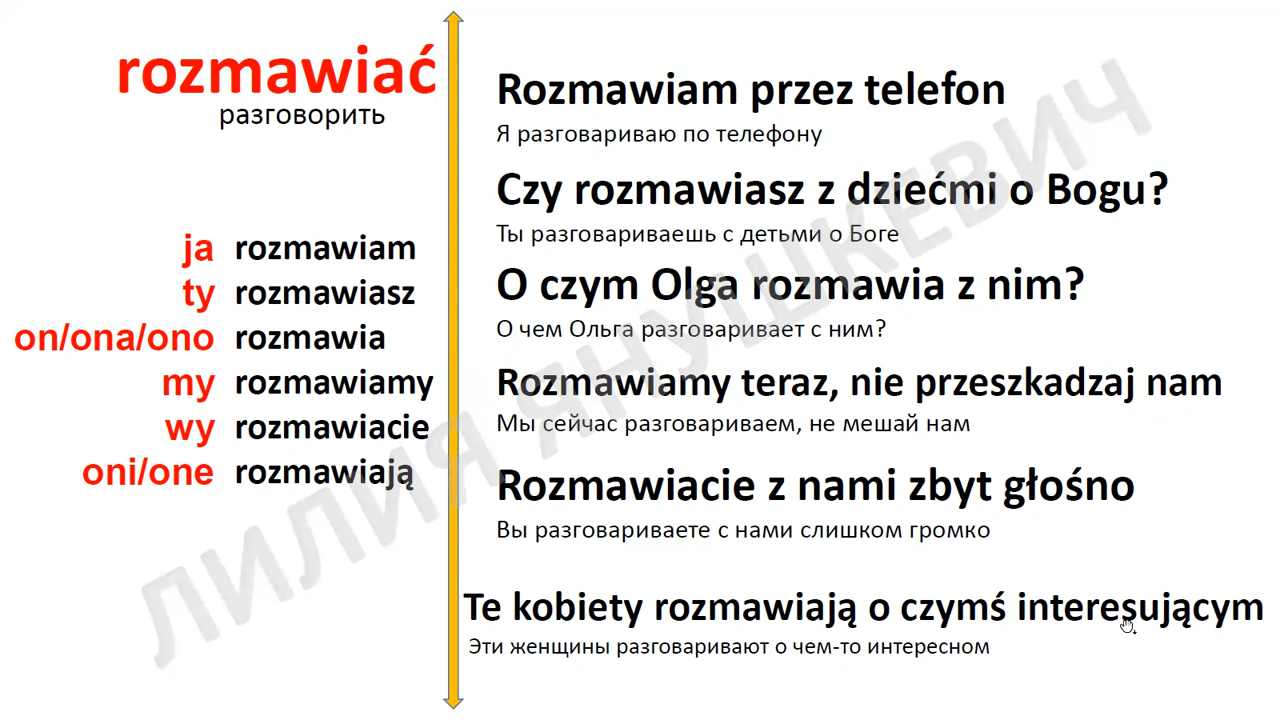 rozmawiać
разговорить
ja rozmawiam
ty rozmawiasz
on/ona/ono rozmawia
my rozmawiamy
wy rozmawiacie
oni/one rozmawiają
Rozmawiam przez telefon
Я разговариваю по телефону
Czy rozmawiasz z dziećmi o Bogu?
Ты разговариваешь с детьми о Боге
O czym Olga rozmawia z nim?
О чем Ольга разговаривает с ним?
Rozmawiamy teraz, nie przeszkadzaj nam
Мы сейчас разговариваем, не мешай нам
Rozmawiacie z nami zbyt głośno
Вы разговариваете с нами слишком громко
Te kobiety rozmawiają o czymś interesującym
Эти женщины разговаривают о чем-то интересном
ЛИЛИЯ ЯНУШКЕВИЧ